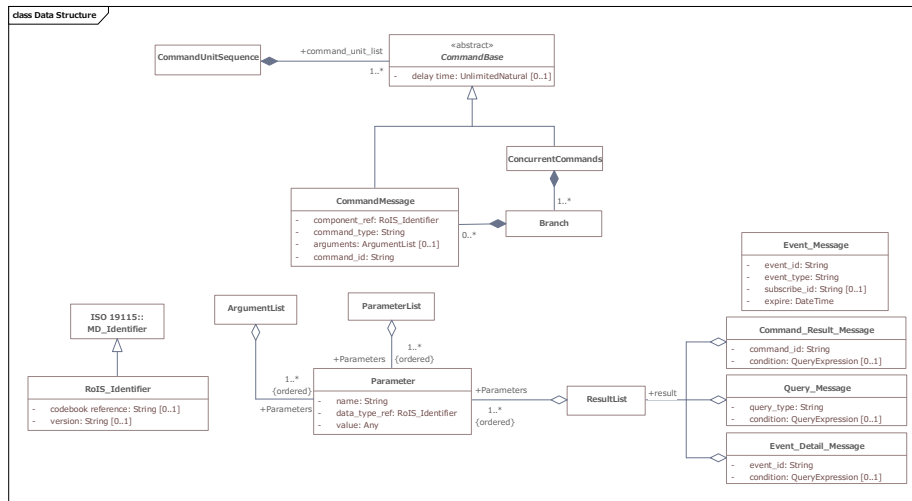 class Data Structure
CommandUnitSequence
+command_unit_list
1..*
«abstract»
CommandBase
- delay time: UnlimitedNatural [0..1]
ConcurrentCommands
1..*
CommandMessage
- component_ref: RoIS_Identifier
- command_type: String
- arguments: ArgumentList [0..1]
- command_id: String
0..*
Branch
Event_Message
- event_id: String
- event_type: String
- subscribe_id: String [0..1]
- expire: DateTime
ISO 19115::
MD_Identifier
RoIS_Identifier
- codebook reference: String [0..1]
- version: String [0..1]
ArgumentList
1..*
{ordered}
+Parameters
ParameterList
1..*
+Parameters {ordered}
Parameter
- name: String
- data_type_ref: RoIS_Identifier
- value: Any
+Parameters
1..*
{ordered}
ResultList
+result
Command_Result_Message
- command_id: String
- condition: QueryExpression [0..1]
Query_Message
- query_type: String
- condition: QueryExpression [0..1]
Event_Detail_Message
- event_id: String
- condition: QueryExpression [0..1]